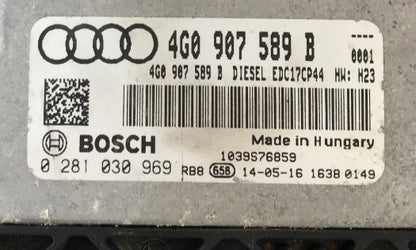 4G0 907 589 B 0001
4G0 907 589 B DIESEL EDC17CP44 HW: H23
BOSCH Made in Hungary
1039S76859
0 281 030 969 RB8 658 14-05-16 1638 0149